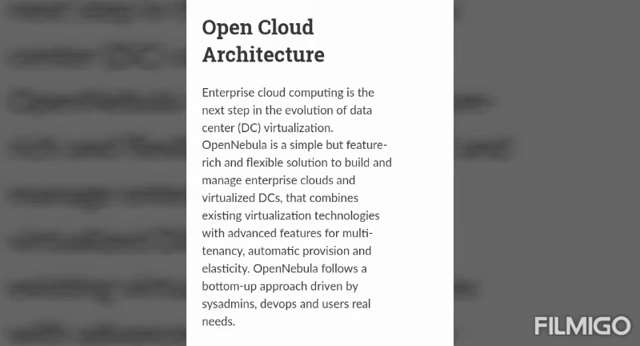 Open Cloud
Architecture
Enterprise cloud computing is the
next step in the evolution of data
center (DC) virtualization.
OpenNebula is a simple but feature-
rich and flexible solution to build and
manage enterprise clouds and
virtualized DCs, that combines
existing virtualization technologies
with advanced features for multi-
tenancy, automatic provision and
elasticity. OpenNebula follows a
bottom-up approach driven by
sysadmins, devops and users real
needs.
FILMIGO